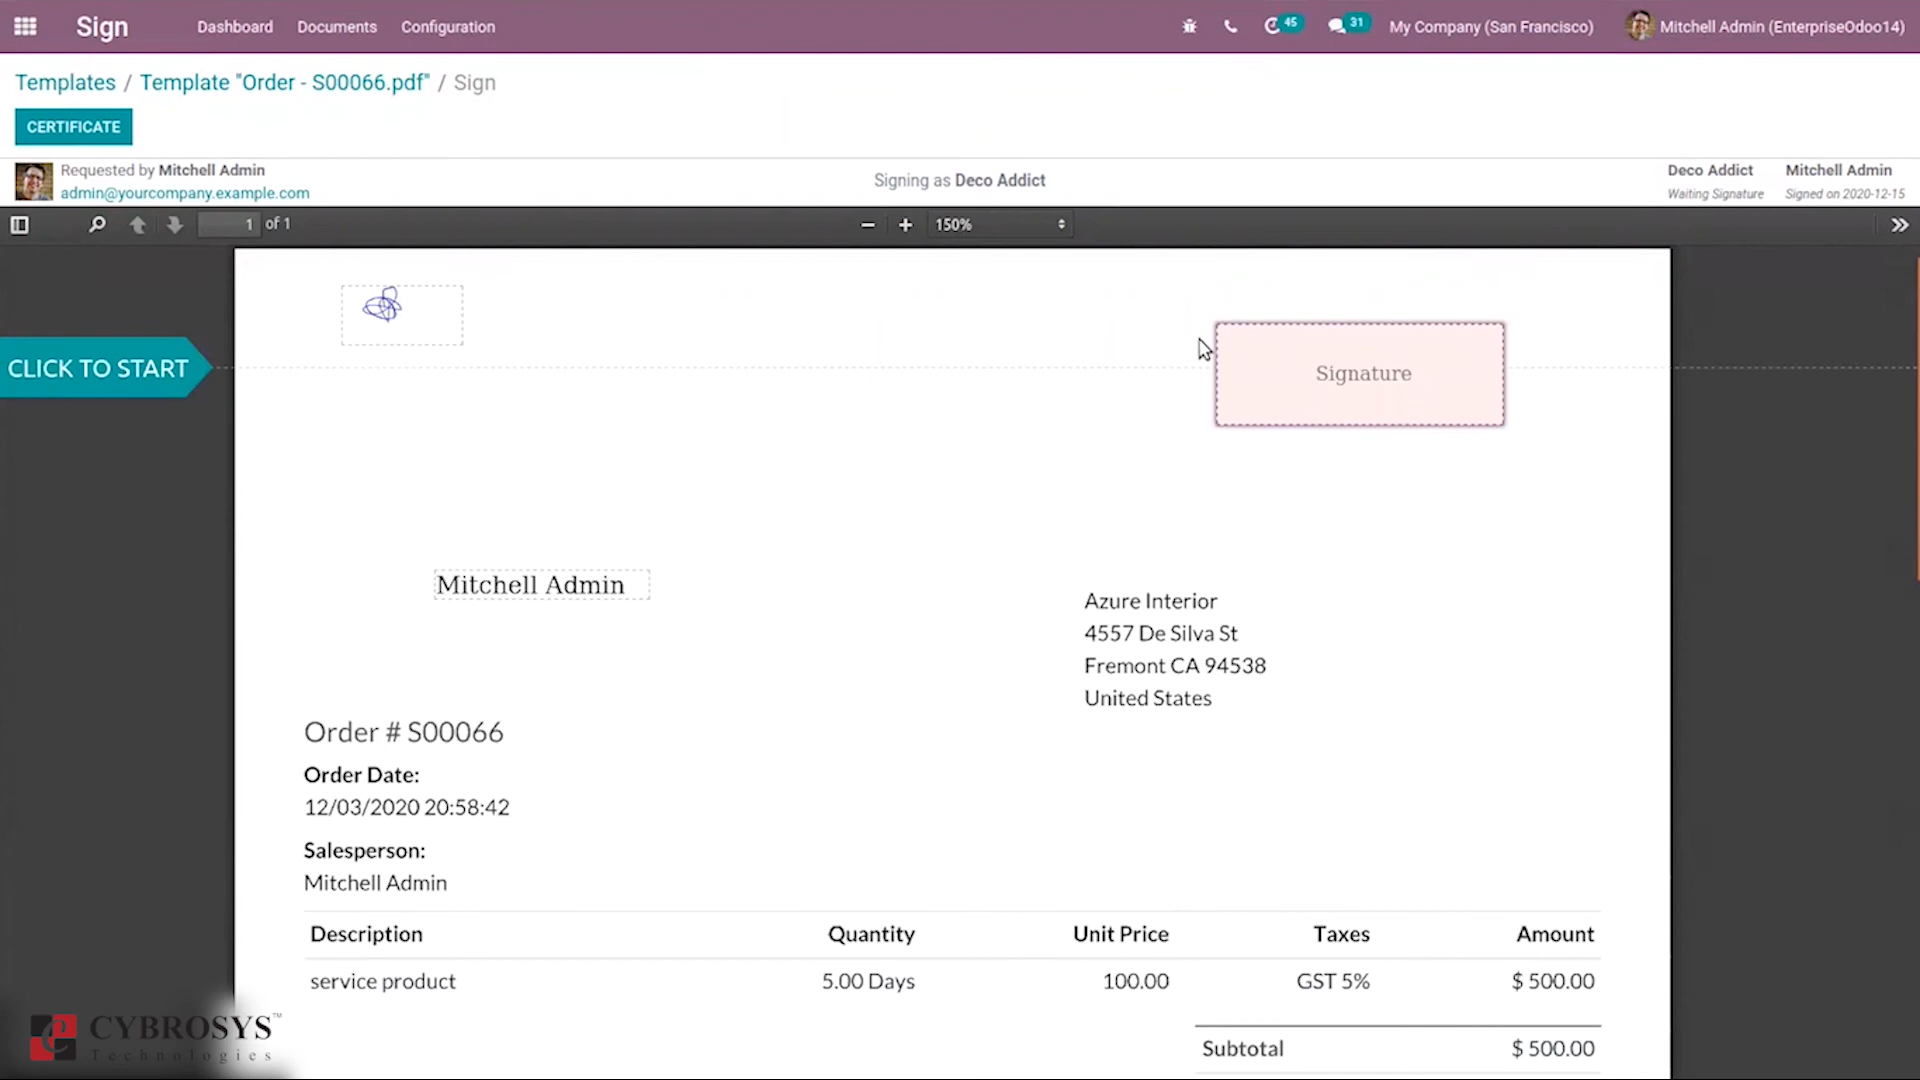 Sign
Dashboard
Documents
Configuration
45
31
My Company (San Francisco)
Mitchell Admin (EnterpriseOdoo14)
Templates / Template "Order - S00066.pdf" / Sign
CERTIFICATE
Requested by Mitchell Admin
admin@yourcompany.example.com
Signing as Deco Addict
Deco Addict
Waiting Signature
Mitchell Admin
Signed on 2020-12-15
1 of 1
150%
CLICK TO START
Signature
Mitchell Admin
Azure Interior
4557 De Silva St
Fremont CA 94538
United States
Order # S00066
Order Date:
12/03/2020 20:58:42
Salesperson:
Mitchell Admin
Description Quantity Unit Price Taxes Amount
service product 5.00 Days 100.00 GST 5% $ 500.00
Subtotal $ 500.00
CYBROSYS™
Technologies